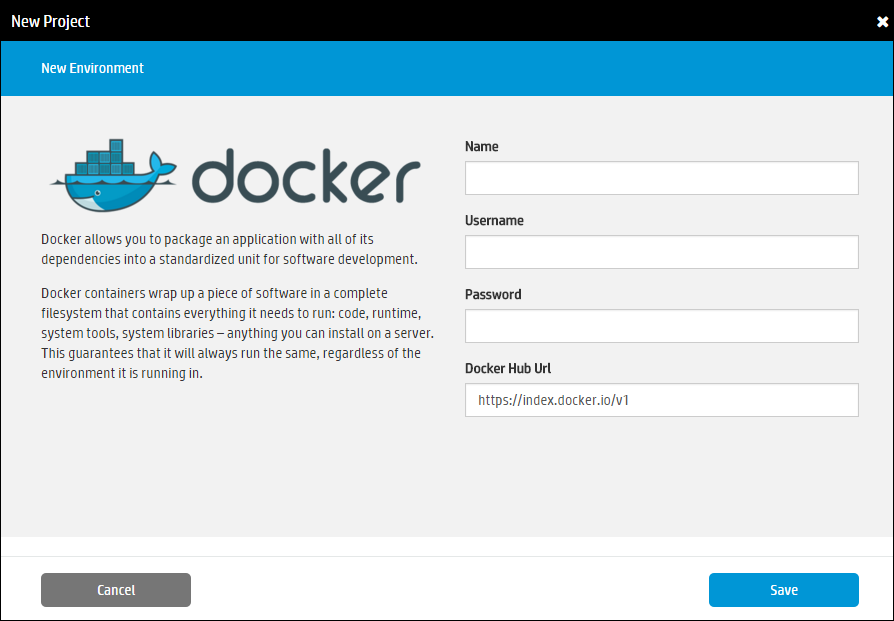 New Project
New Environment
docker
Docker allows you to package an application with all of its
dependencies into a standardized unit for software development.
Docker containers wrap up a piece of software in a complete
filesystem that contains everything it needs to run: code, runtime,
system tools, system libraries – anything you can install on a server.
This guarantees that it will always run the same, regardless of the
environment it is running in.
Name
Username
Password
Docker Hub Url
https://index.docker.io/v1
Cancel
Save